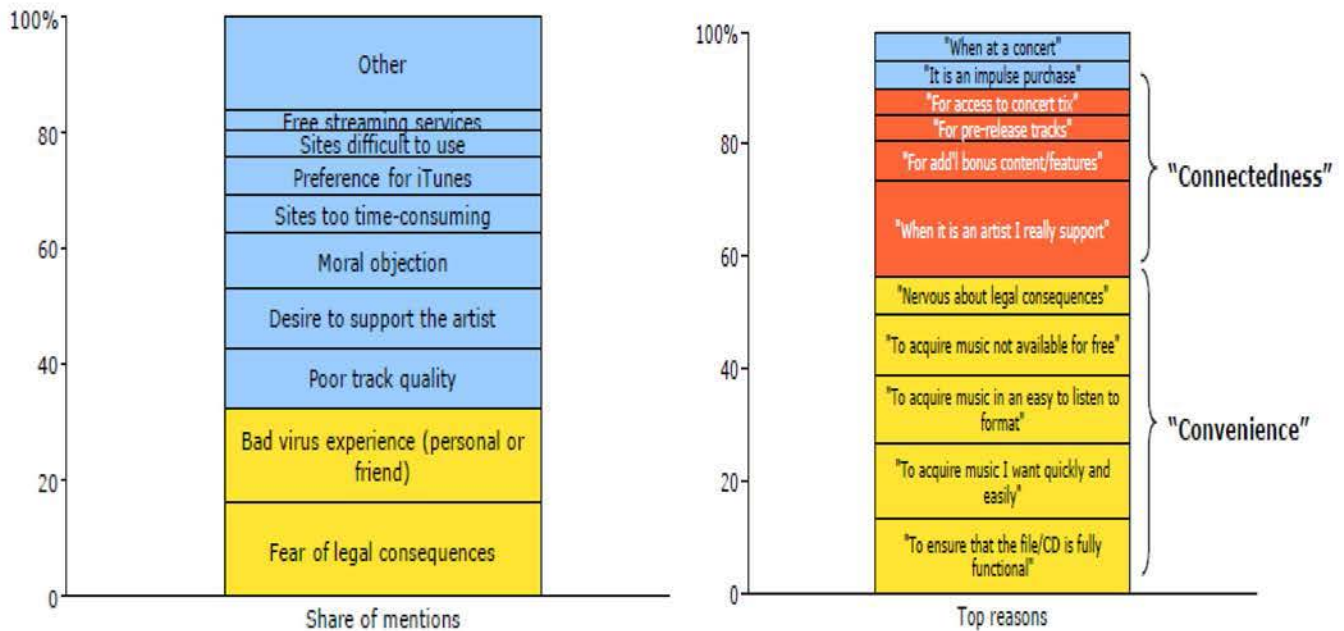 100%
80
60
40
20
0
Other
Free streaming services
Sites difficult to use
Preference for iTunes
Sites too time-consuming
Moral objection
Desire to support the artist
Poor track quality
Bad virus experience (personal or
friend)
Fear of legal consequences
Share of mentions
100%
80
60
40
20
0
"When at a concert"
"It is an impulse purchase"
"For access to concert tix"
"For pre-release tracks"
"For add'l bonus content/features"
"When it is an artist I really support"
"Nervous about legal consequences"
"To acquire music not available for free"
"To acquire music in an easy to listen to
format"
"To acquire music I want quickly and
easily"
"To ensure that the file/CD is fully
functional"
Top reasons
"Connectedness"
"Convenience"